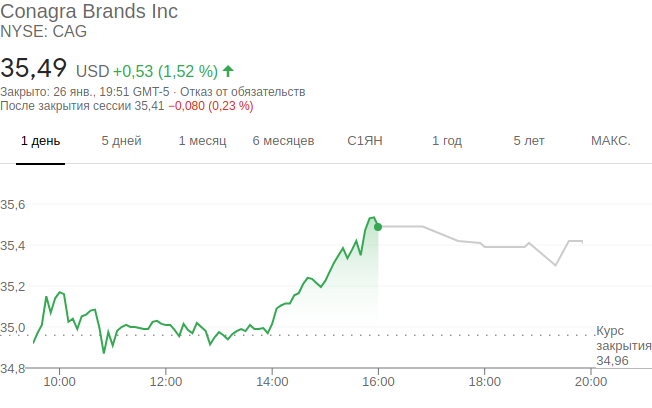 Conagra Brands Inc
NYSE: CAG
35,49 USD +0,53 (1,52 %)
Закрыто: 26 янв., 19:51 GMT-5 · Отказ от обязательств
После закрытия сессии 35,41 −0,080 (0,23 %)
1 день 5 дней 1 месяц 6 месяцев С1ЯН 1 год 5 лет МАКС.
35,6
35,4
35,2
35,0
Курс
закрытия
34,96
34,8
10:00 12:00 14:00 16:00 18:00 20:00